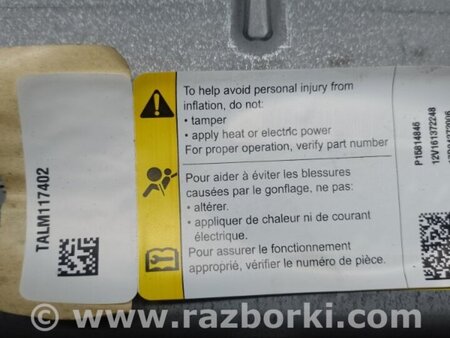 TALM117402
To help avoid personal injury from
inflation, do not:
• tamper
• apply heat or electric power
For proper operation, verify part number
Pour aider à éviter les blessures
causées par le gonflage, ne pas:
• altérer.
• appliquer de chaleur ni de courant
électrique.
Pour assurer le fonctionnement
approprié, vérifier le numéro de pièce.
P15814846
12V161372248
www.razborki.com